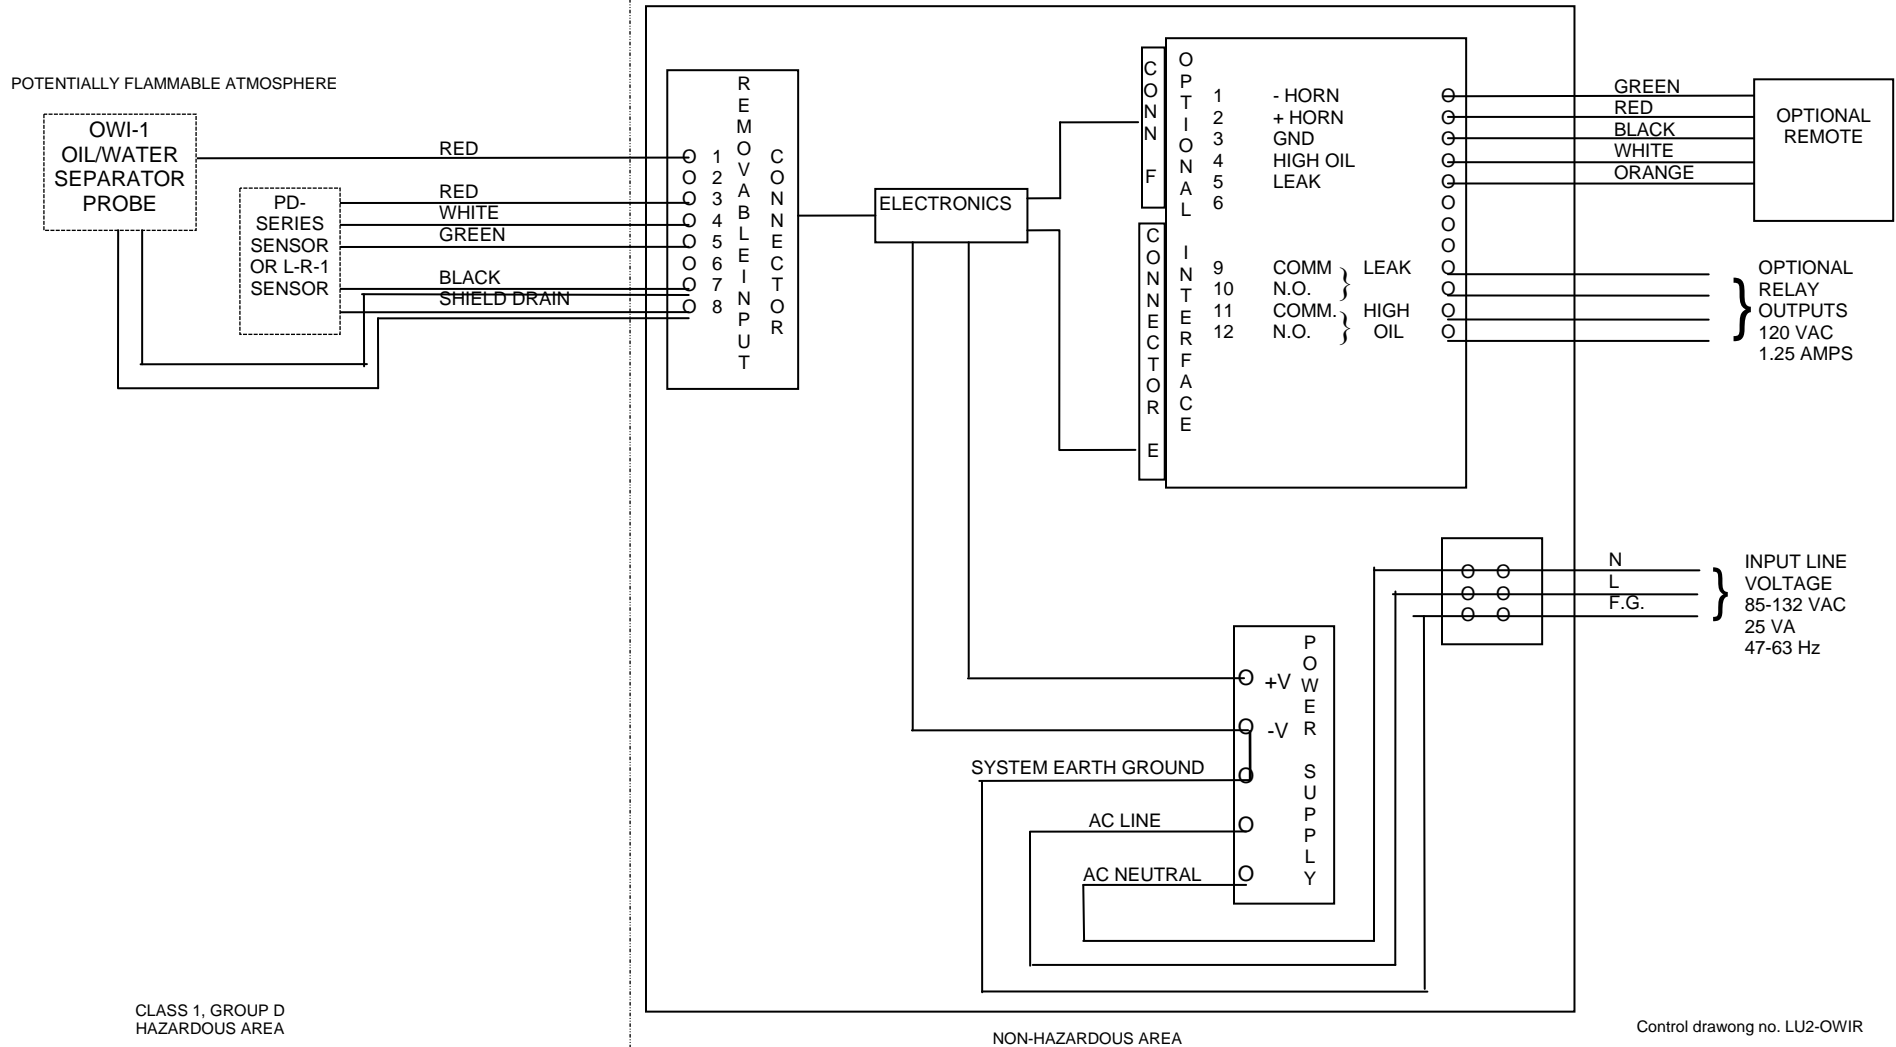 POTENTIALLY FLAMMABLE ATMOSPHERE
OWI-1
OIL/WATER
SEPARATOR
PROBE
PD-
SERIES
SENSOR
OR L-R-1
SENSOR
RED
RED
WHITE
GREEN
BLACK
SHIELD DRAIN
1
2
3
4
5
6
7
8
REMOVABLE INPUT
CONNECTOR
ELECTRONICS
CONN F
CONNECTOR E
OPTIONAL INTERFACE
1 - HORN
2 + HORN
3 GND
4 HIGH OIL
5 LEAK
6
9 COMM } LEAK
10 N.O.
11 COMM. } HIGH
12 N.O. OIL
GREEN
RED
BLACK
WHITE
ORANGE
OPTIONAL
REMOTE
} OPTIONAL
RELAY
OUTPUTS
120 VAC
1.25 AMPS
N
L
F.G.
} INPUT LINE
VOLTAGE
85-132 VAC
25 VA
47-63 Hz
POWER SUPPLY
+V
-V
SYSTEM EARTH GROUND
AC LINE
AC NEUTRAL
CLASS 1, GROUP D
HAZARDOUS AREA
NON-HAZARDOUS AREA
Control drawong no. LU2-OWIR